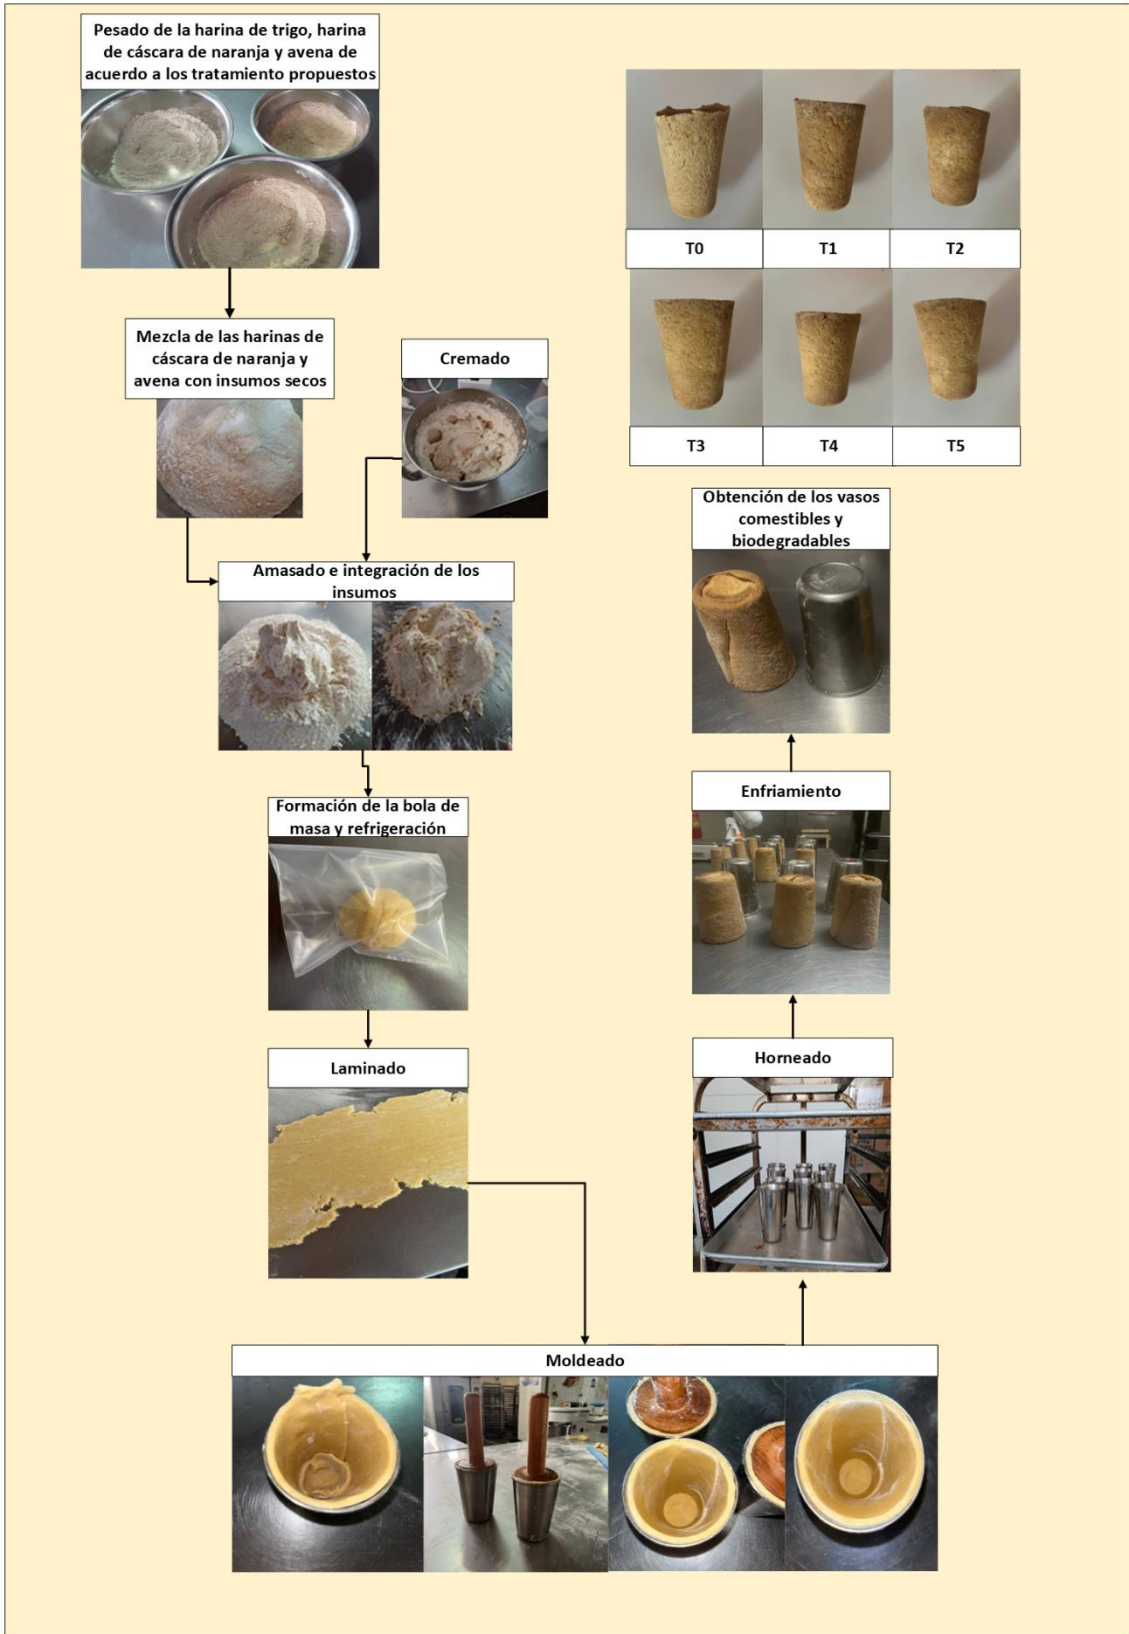 Pesado de la harina de trigo, harina
de cáscara de naranja y avena de
acuerdo a los tratamiento propuestos
Mezcla de las harinas de
cáscara de naranja y
avena con insumos secos
Cremado
Amasado e integración de los
insumos
Formación de la bola de
masa y refrigeración
Laminado
Moldeado
Horneado
Enfriamiento
Obtención de los vasos
comestibles y
biodegradables
T0
T1
T2
T3
T4
T5